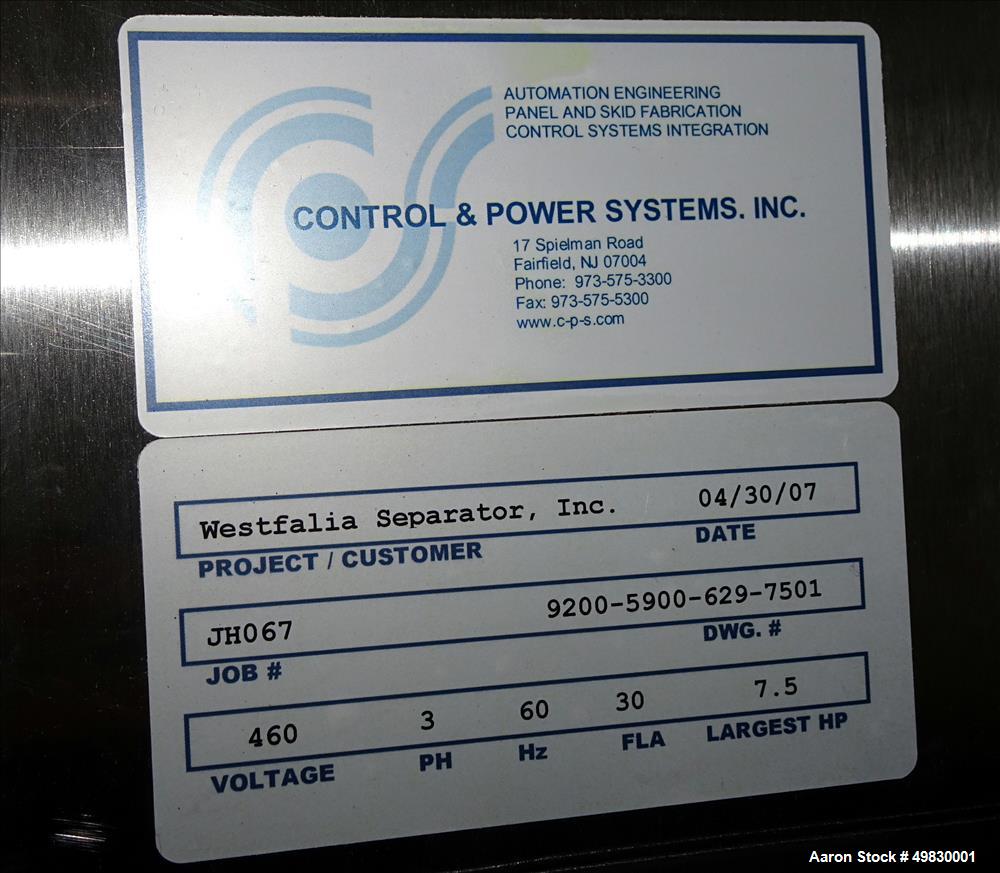 AUTOMATION ENGINEERING
PANEL AND SKID FABRICATION
CONTROL SYSTEMS INTEGRATION
CONTROL & POWER SYSTEMS. INC.
17 Spielman Road
Fairfield, NJ 07004
Phone: 973-575-3300
Fax: 973-575-5300
www.c-p-s.com
Westfalia Separator, Inc. 04/30/07
PROJECT / CUSTOMER DATE
JH067 9200-5900-629-7501
JOB # DWG. #
460 3 60 30 7.5
VOLTAGE PH Hz FLA LARGEST HP
Aaron Stock # 49830001